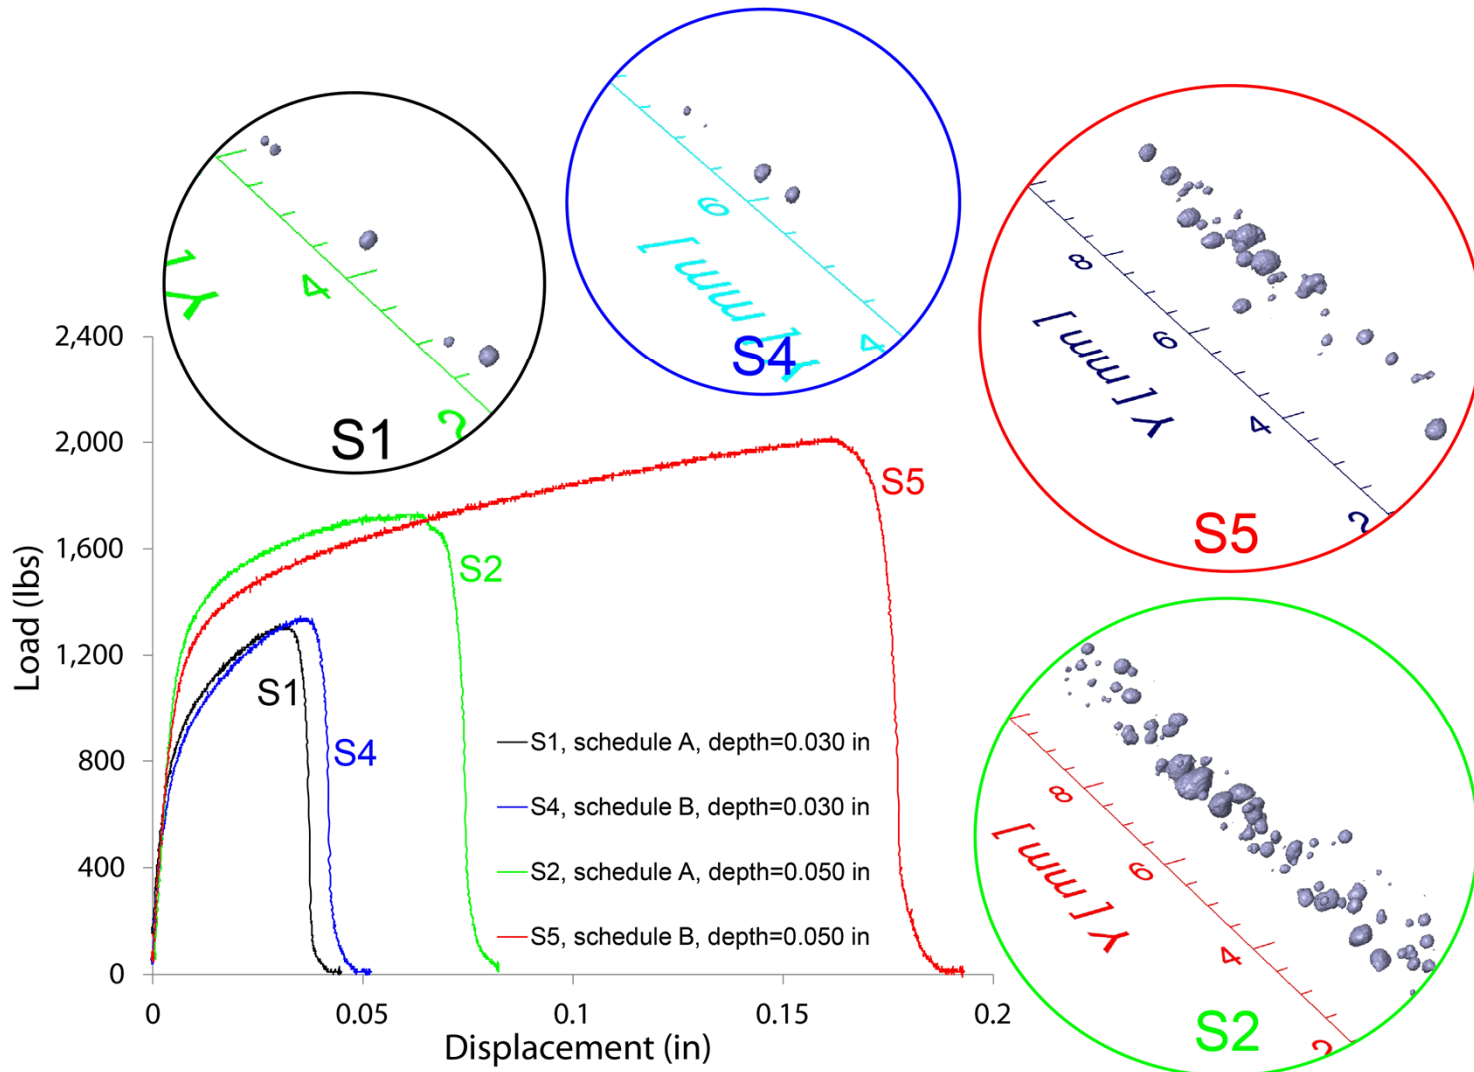 Y [
4
2
S1
6
Y [mm]
4
S4
8
6
Y [mm]
4
2
S5
8
6
Y [mm]
4
2
S2
2,400
2,000
1,600
1,200
800
400
0
Load (lbs)
S5
S2
S1
S4
S1, schedule A, depth=0.030 in
S4, schedule B, depth=0.030 in
S2, schedule A, depth=0.050 in
S5, schedule B, depth=0.050 in
0
0.05
0.1
0.15
0.2
Displacement (in)